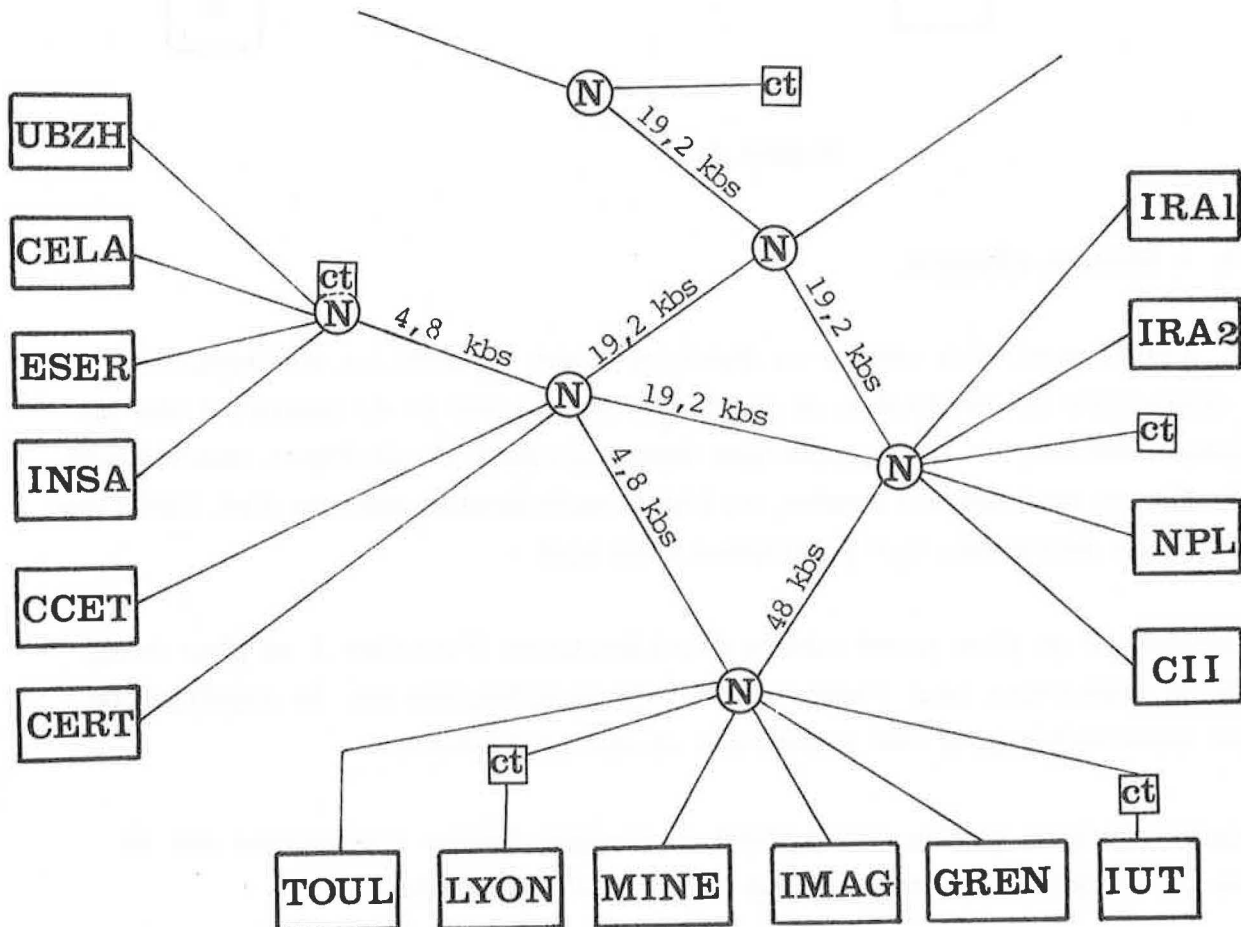 N
ct
19,2 kbs
UBZH
CELA
ct
N
ESER
INSA
CCET
CERT
4,8 kbs
N
19,2 kbs
N
19,2 kbs
19,2 kbs
4,8 kbs
N
48 kbs
IRA1
IRA2
ct
NPL
CII
N
ct
ct
TOUL
LYON
MINE
IMAG
GREN
IUT